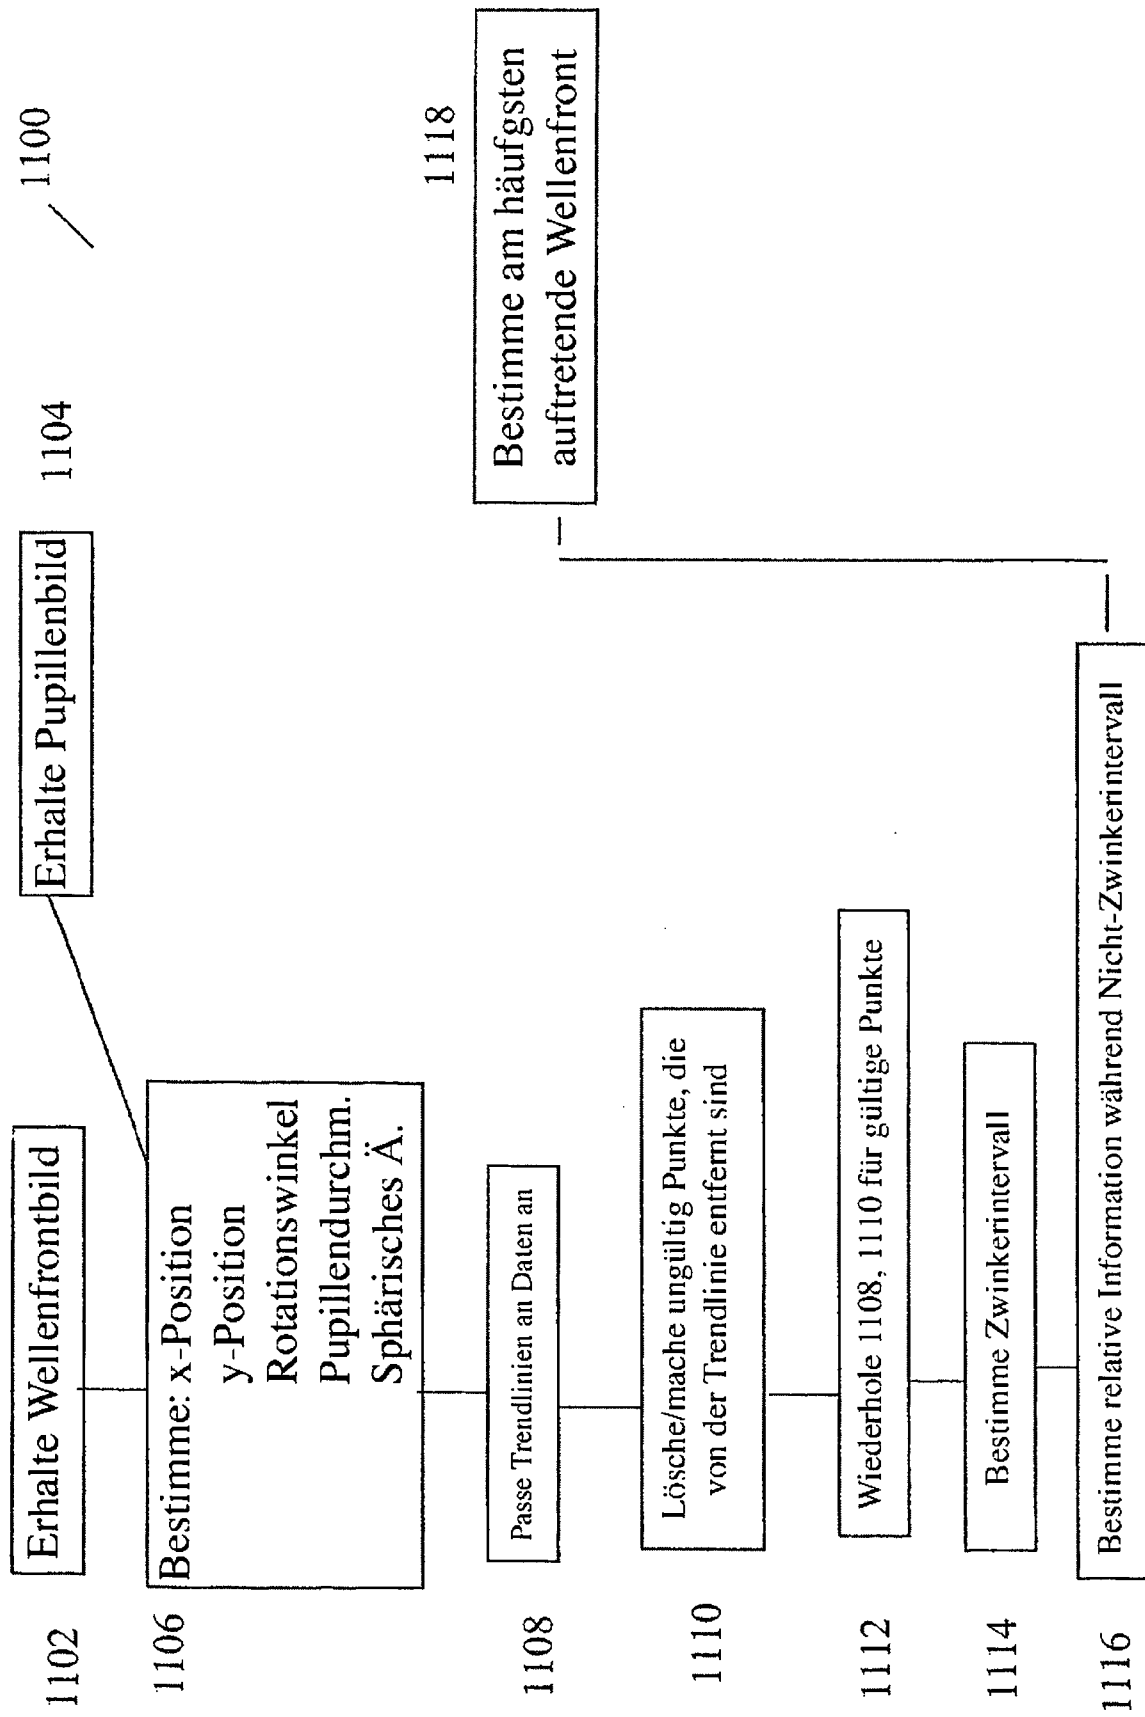 1100
1102
Erhalte Wellenfrontbild
Erhalte Pupillenbild
1104
1106
Bestimme: x-Position
y-Position
Rotationswinkel
Pupillendurchm.
Sphärisches Ä.
1108
Passe Trendlinien an Daten an
1110
Lösche/mache ungültig Punkte, die
von der Trendlinie entfernt sind
1112
Wiederhole 1108, 1110 für gültige Punkte
1114
Bestimme Zwinkerintervall
1116
Bestimme relative Information während Nicht-Zwinkerintervall
1118
Bestimme am häufgsten
auftretende Wellenfront